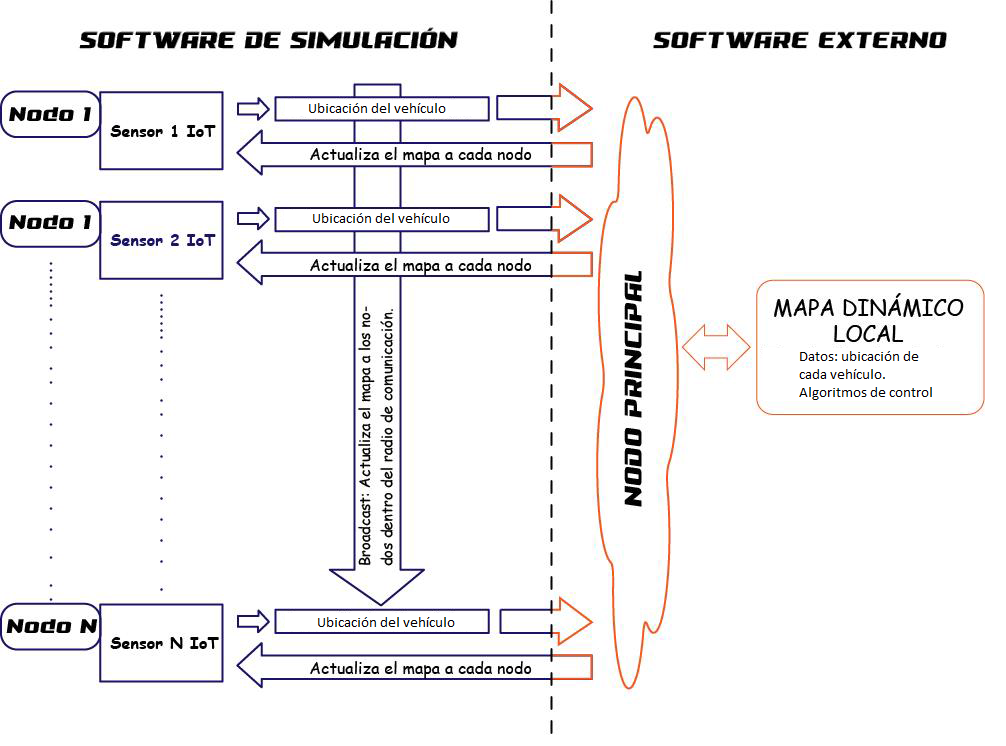 SOFTWARE DE SIMULACIÓN
SOFTWARE EXTERNO
Nodo 1
Sensor 1 IoT
Ubicación del vehículo
Actualiza el mapa a cada nodo
Nodo 1
Sensor 2 IoT
Ubicación del vehículo
Actualiza el mapa a cada nodo
Broadcast: Actualiza el mapa a los no-
dos dentro del radio de comunicación.
NODO PRINCIPAL
MAPA DINÁMICO
LOCAL
Datos: ubicación de
cada vehículo.
Algoritmos de control
Nodo N
Sensor N IoT
Ubicación del vehículo
Actualiza el mapa a cada nodo